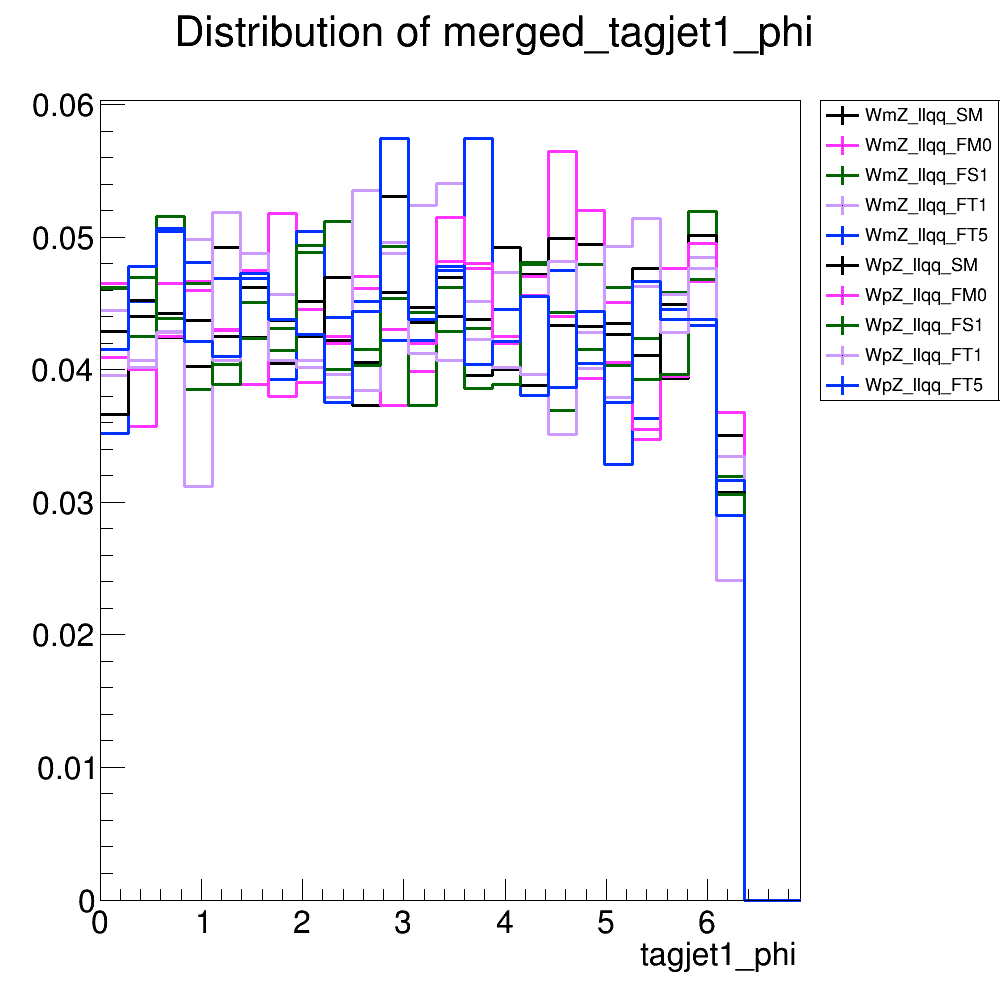 Distribution of merged_tagjet1_phi
0.06
0.05
0.04
0.03
0.02
0.01
0
0 1 2 3 4 5 6
tagjet1_phi
WmZ_llqq_SM
WmZ_llqq_FM0
WmZ_llqq_FS1
WmZ_llqq_FT1
WmZ_llqq_FT5
WpZ_llqq_SM
WpZ_llqq_FM0
WpZ_llqq_FS1
WpZ_llqq_FT1
WpZ_llqq_FT5